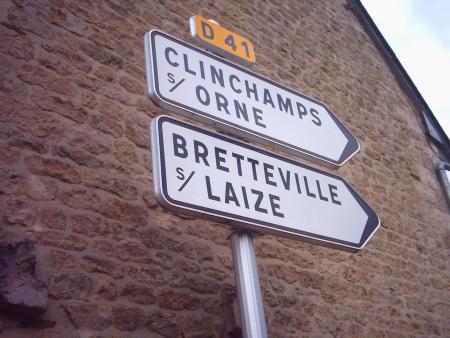 D 41
CLINCHAMPS
S/ ORNE
BRETTEVILLE
S/ LAIZE